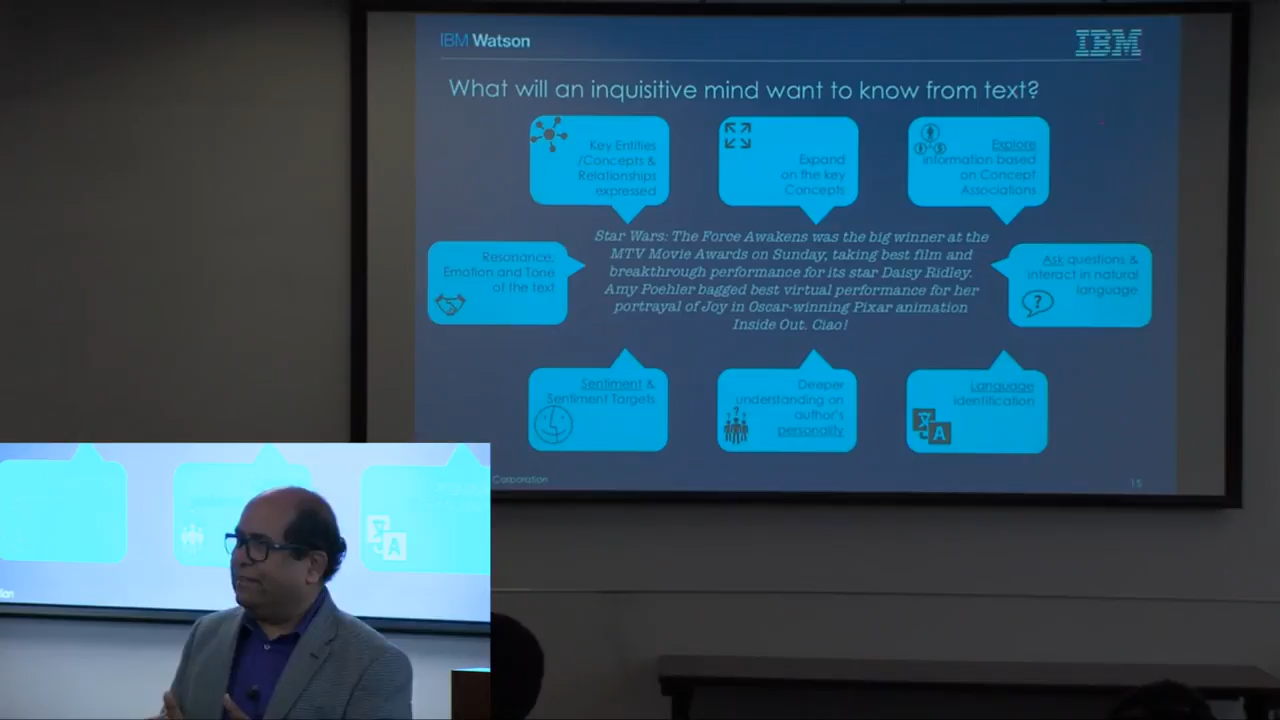 IBM Watson
IBM
What will an inquisitive mind want to know from text?
Key Entities
/Concepts &
Relationships
expressed
Expand
on the key
Concepts
Explore
information based
on Concept
Associations
Resonance,
Emotion and Tone
of the text
Star Wars: The Force Awakens was the big winner at the
MTV Movie Awards on Sunday, taking best film and
breakthrough performance for its star Daisy Ridley.
Amy Poehler bagged best virtual performance for her
portrayal of Joy in Oscar-winning Pixar animation
Inside Out. Ciao!
Ask questions &
interact in natural
language
?
Sentiment &
Sentiment Targets
Deeper
understanding on
author's
personality
Language
identification
A
Corporation
15
A